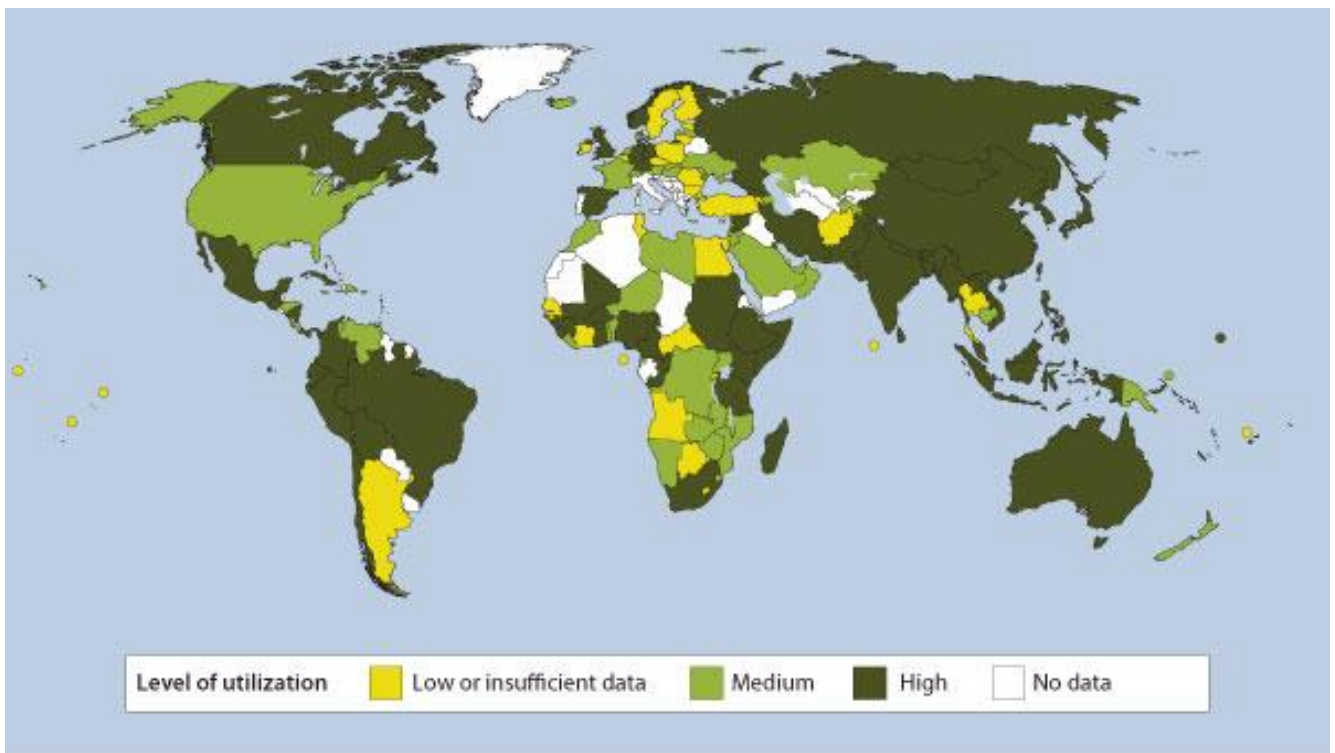 Level of utilization Low or insufficient data Medium High No data